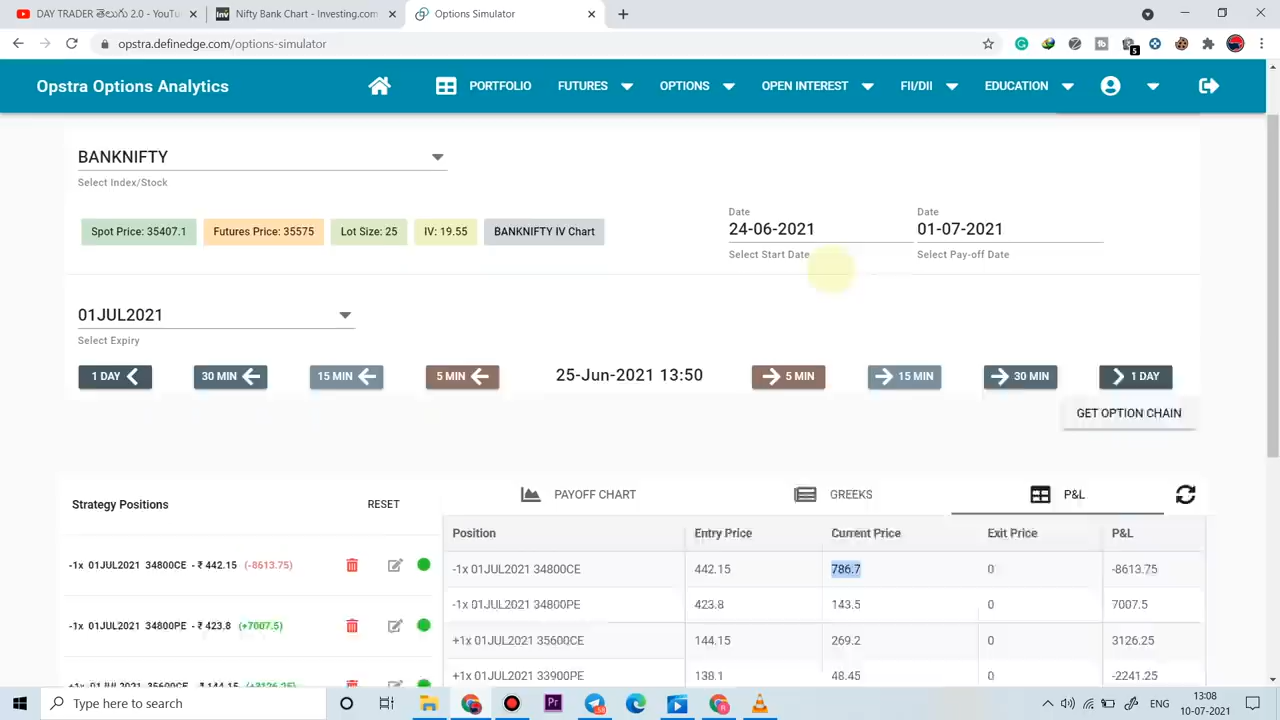 DAY TRADER తెలుగు 2.0 - YouTu
Nifty Bank Chart - Investing.com
Options Simulator
opstra.definedge.com/options-simulator
Opstra Options Analytics
PORTFOLIO
FUTURES
OPTIONS
OPEN INTEREST
FII/DII
EDUCATION
BANKNIFTY
Select Index/Stock
Spot Price: 35407.1
Futures Price: 35575
Lot Size: 25
IV: 19.55
BANKNIFTY IV Chart
Date
24-06-2021
Select Start Date
Date
01-07-2021
Select Pay-off Date
01JUL2021
Select Expiry
1 DAY
30 MIN
15 MIN
5 MIN
25-Jun-2021 13:50
5 MIN
15 MIN
30 MIN
1 DAY
GET OPTION CHAIN
Strategy Positions
RESET
PAYOFF CHART
GREEKS
P&L
Position Entry Price Current Price Exit Price P&L
-1x 01JUL2021 34800CE - ₹ 442.15 (-8613.75)
-1x 01JUL2021 34800CE 442.15 786.7 0 -8613.75
-1x 01JUL2021 34800PE - ₹ 423.8 (+7007.5)
-1x 01JUL2021 34800PE 423.8 143.5 0 7007.5
+1x 01JUL2021 35600CE 144.15 269.2 0 3126.25
+1x 01JUL2021 35600CE - ₹ 144.15 (+3126.25)
+1x 01JUL2021 33900PE 138.1 48.45 0 -2241.25
Type here to search
ENG
13:08
10-07-2021